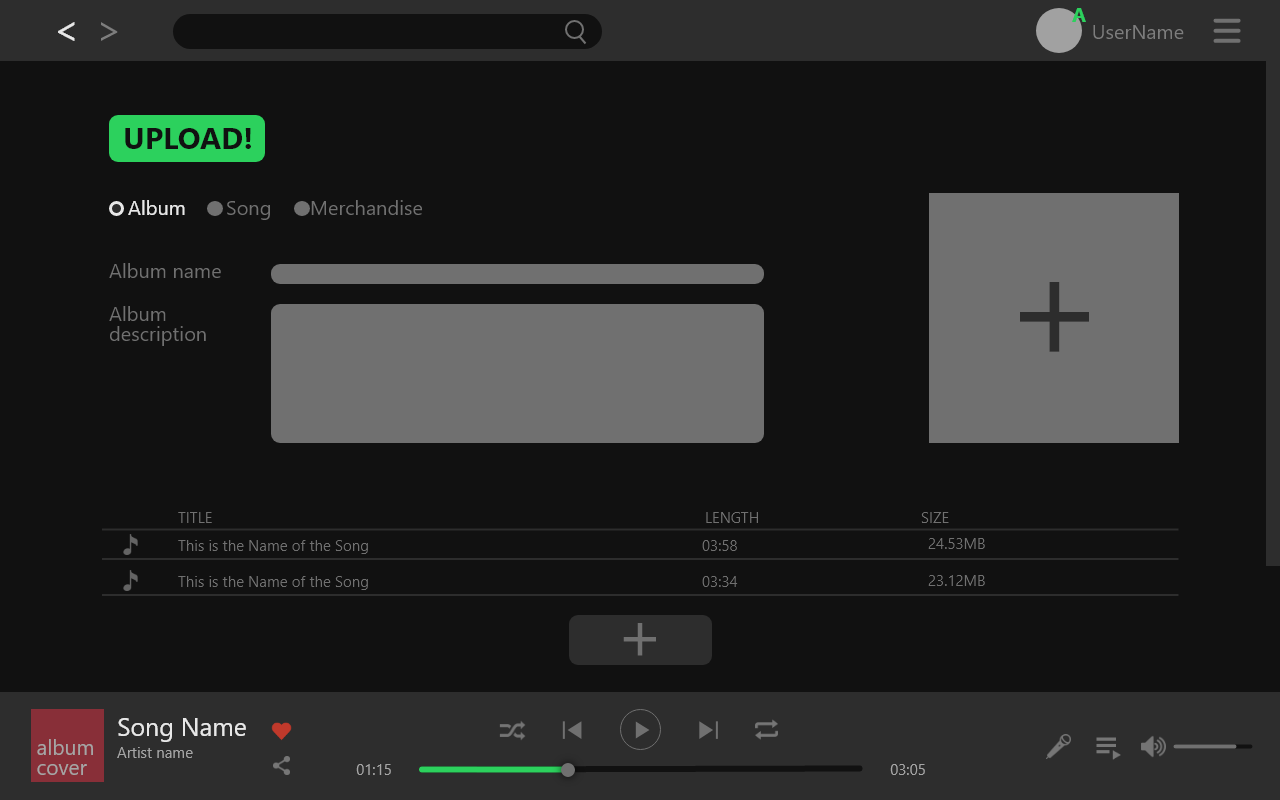 A
UserName
UPLOAD!
Album Song Merchandise
Album name
Album
description
TITLE LENGTH SIZE
This is the Name of the Song 03:58 24.53MB
This is the Name of the Song 03:34 23.12MB
album
cover
Song Name
Artist name
01:15 03:05